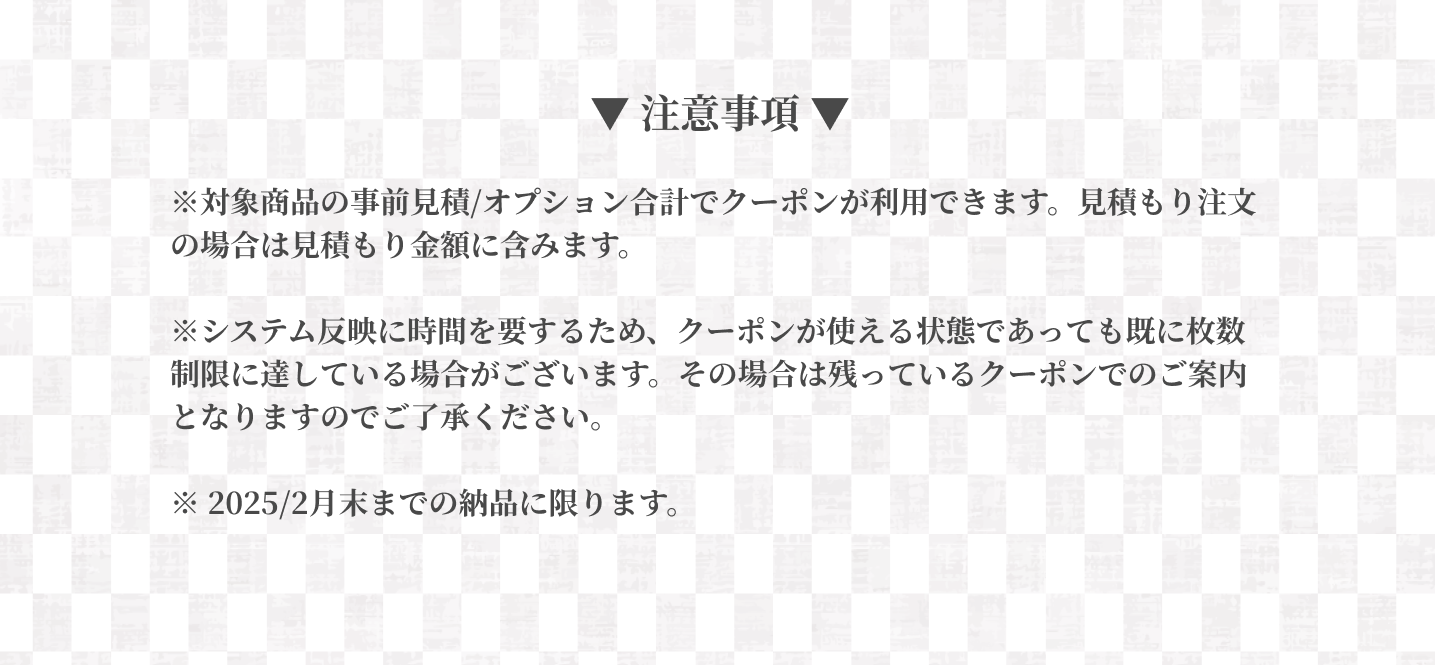 ▼ 注意事項 ▼
※対象商品の事前見積/オプション合計でクーポンが利用できます。見積もり注文
の場合は見積もり金額に含みます。
※システム反映に時間を要するため、クーポンが使える状態であっても既に枚数
制限に達している場合がございます。その場合は残っているクーポンでのご案内
となりますのでご了承ください。
※ 2025/2月末までの納品に限ります。